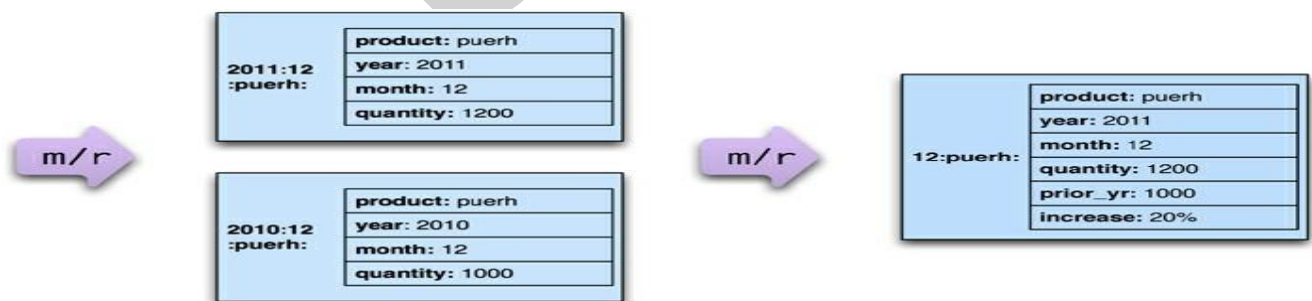 m/r
2011:12
:puerh:
product: puerh
year: 2011
month: 12
quantity: 1200
2010:12
:puerh:
product: puerh
year: 2010
month: 12
quantity: 1000
m/r
12:puerh:
product: puerh
year: 2011
month: 12
quantity: 1200
prior_yr: 1000
increase: 20%